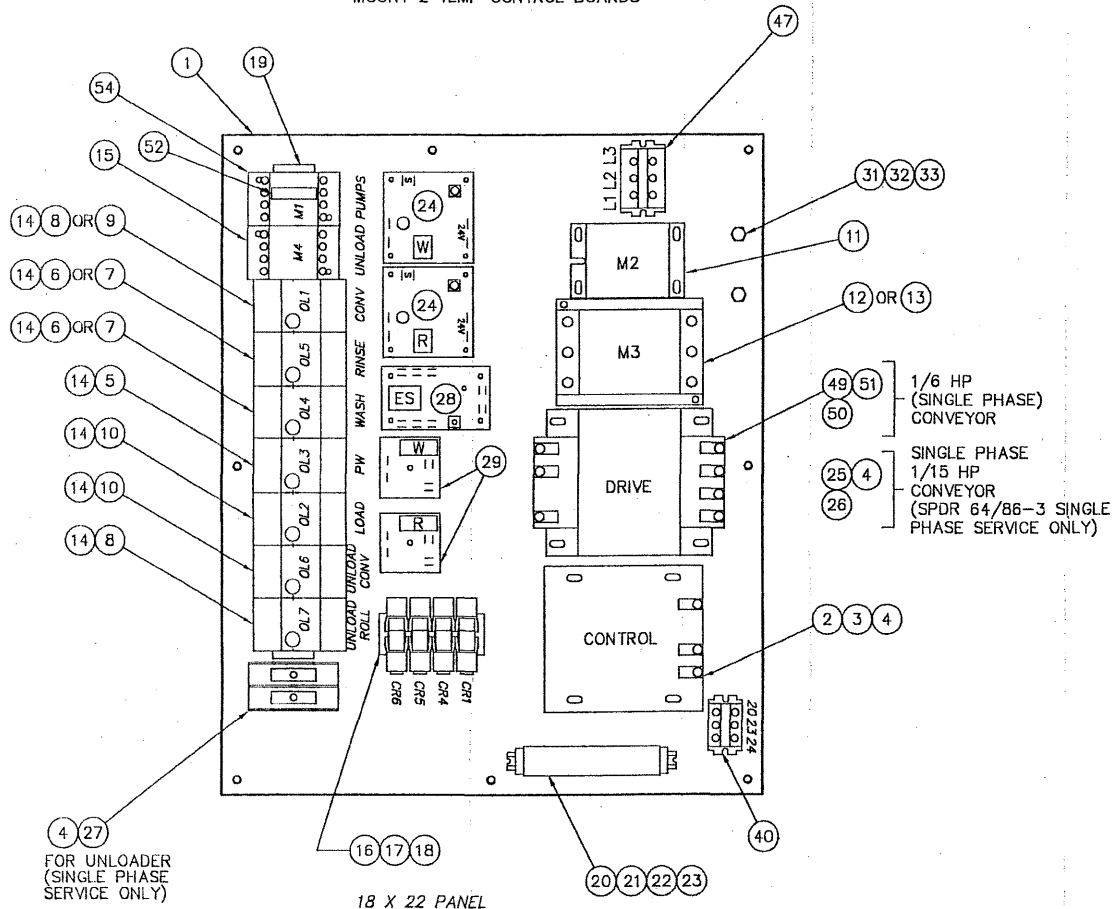 MOUNT 2 TEMP CONTROL BOARDS
47
1 19
54
52
15
14 8 OR 9
14 6 OR 7
14 6 OR 7
14 5
14 10
14 10
14 8
M1
M4
OL1
OL5
OL4
OL3
OL2
OL6
OL7
UNLOAD PUMPS
CONV
RINSE
WASH
PW
LOAD
UNLOAD CONV
UNLOAD ROLL
S
24
W
24V
S
24
R
24V
ES 28
W
29
R
L1 L2 L3
31 32 33
11
M2
12 OR 13
M3
49 51
50
1/6 HP
(SINGLE PHASE)
CONVEYOR
DRIVE
25 4
26
SINGLE PHASE
1/15 HP
CONVEYOR
(SPDR 64/86-3 SINGLE
PHASE SERVICE ONLY)
CONTROL
2 3 4
CR6 CR5 CR4 CR1
20 23 24
40
4 27
FOR UNLOADER
(SINGLE PHASE
SERVICE ONLY)
16 17 18
20 21 22 23
18 X 22 PANEL